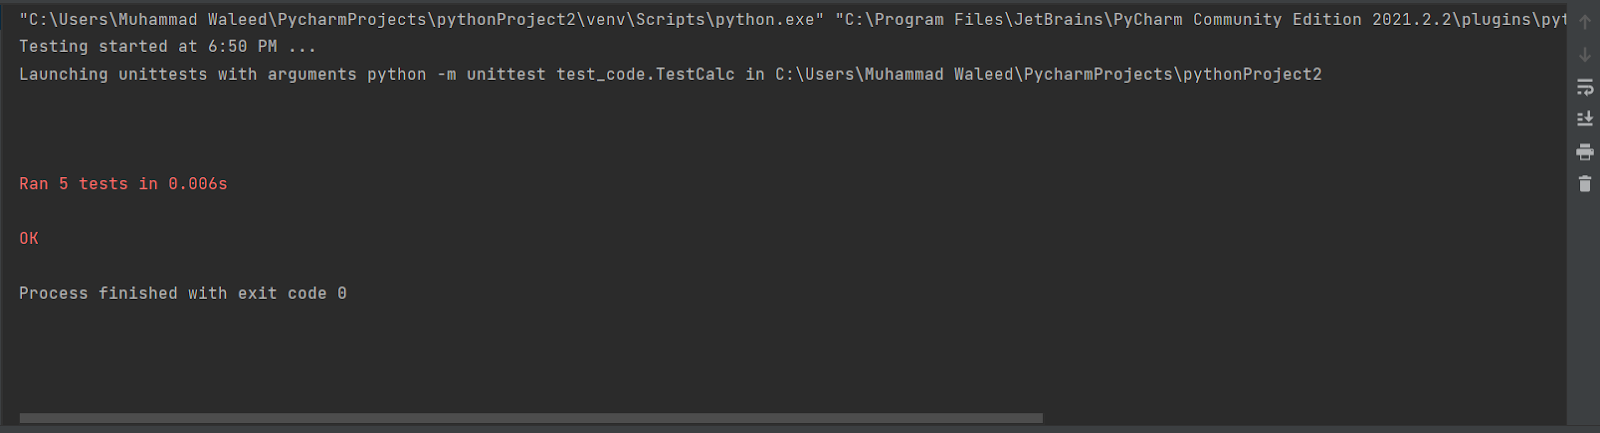 "C:\Users\Muhammad Waleed\PycharmProjects\pythonProject2\venv\Scripts\python.exe" "C:\Program Files\JetBrains\PyCharm Community Edition 2021.2.2\plugins\pyt
Testing started at 6:50 PM ...
Launching unittests with arguments python -m unittest test_code.TestCalc in C:\Users\Muhammad Waleed\PycharmProjects\pythonProject2
Ran 5 tests in 0.006s
OK
Process finished with exit code 0